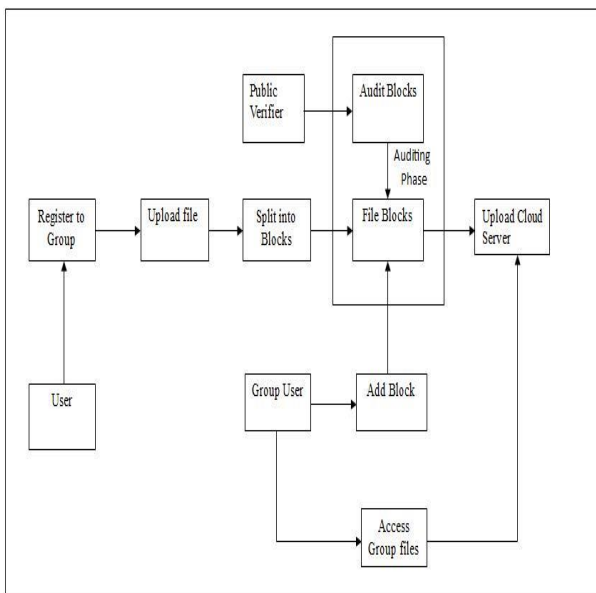 Public
Verifier
Audit Blocks
Auditing
Phase
Register to
Group
Upload file
Split into
Blocks
File Blocks
Upload Cloud
Server
User
Group User
Add Block
Access
Group files